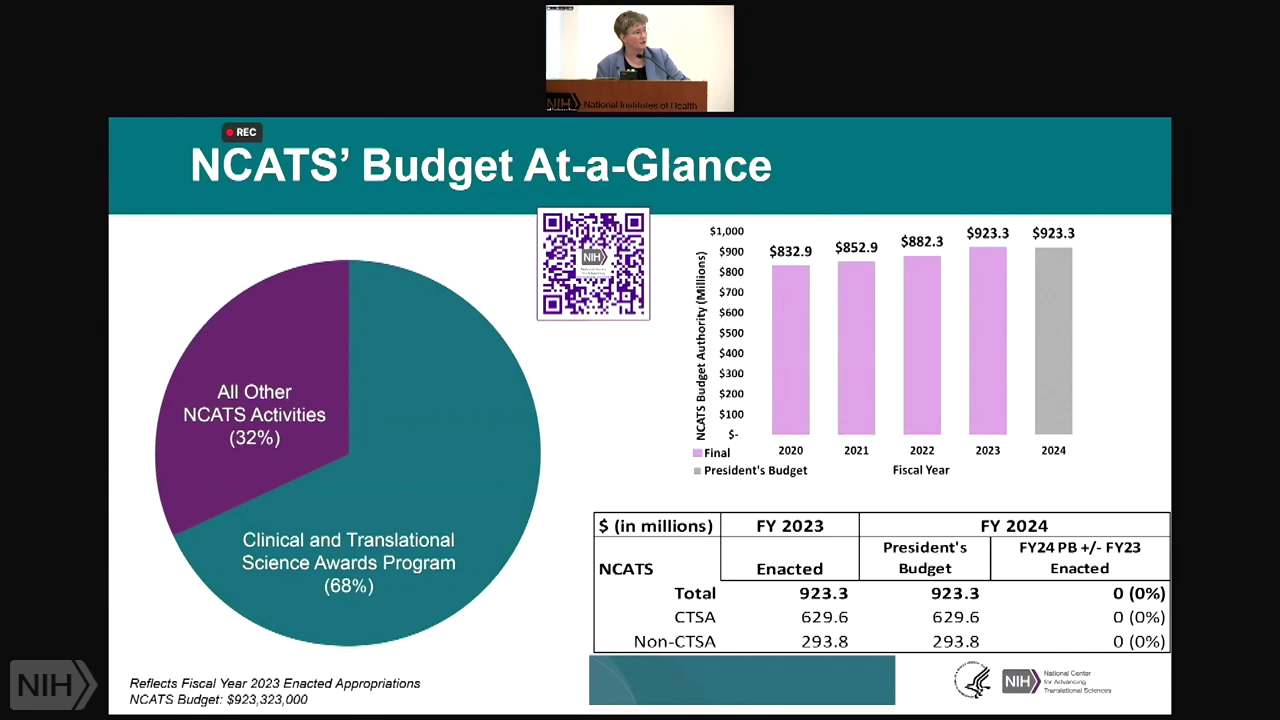 NIH National Institutes of Health
REC
NCATS' Budget At-a-Glance
NIH
All Other
NCATS Activities
(32%)
Clinical and Translational
Science Awards Program
(68%)
NCATS Budget Authority (Millions)
$1,000
$900
$800
$700
$600
$500
$400
$300
$200
$100
$-
$832.9 $852.9 $882.3 $923.3 $923.3
2020 2021 2022 2023 2024
Final
President's Budget
Fiscal Year
$ (in millions) FY 2023 FY 2024
NCATS Enacted President's Budget FY24 PB +/- FY23 Enacted
Total 923.3 923.3 0 (0%)
CTSA 629.6 629.6 0 (0%)
Non-CTSA 293.8 293.8 0 (0%)
Reflects Fiscal Year 2023 Enacted Appropriations
NCATS Budget: $923,323,000
NIH
NIH
National Center
for Advancing
Translational Sciences